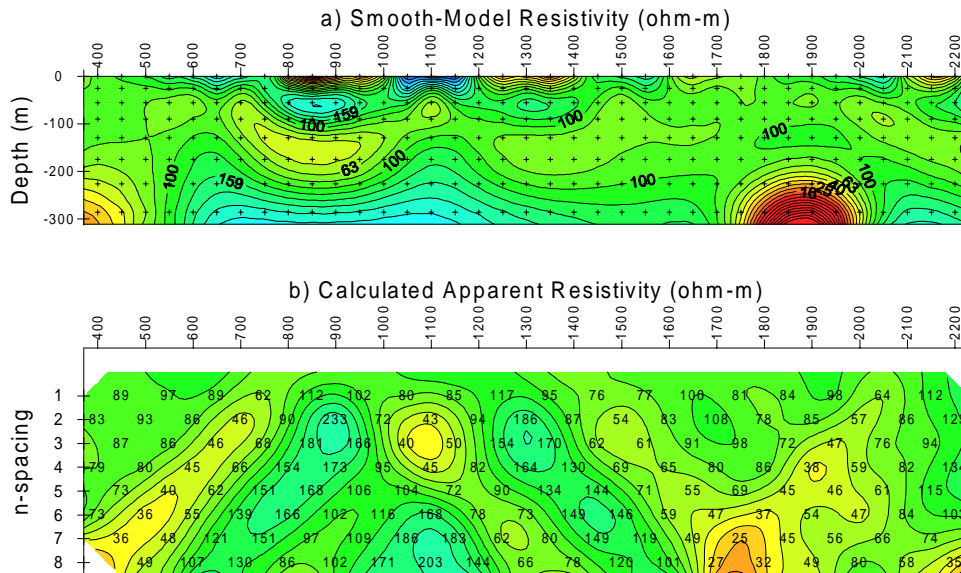 a) Smooth-Model Resistivity (ohm-m)
400 500 600 700 800 900 1000 1100 1200 1300 1400 1500 1600 1700 1800 1900 2000 2100 2200
Depth (m)
0
-100
-200
-300
159
100
100
100
63
100
100
159
100
100
b) Calculated Apparent Resistivity (ohm-m)
400 500 600 700 800 900 1000 1100 1200 1300 1400 1500 1600 1700 1800 1900 2000 2100 2200
n-spacing
1 89 97 89 62 112 102 80 85 117 95 76 77 100 81 84 98 64 112
2 83 93 86 46 90 233 72 43 94 186 87 54 83 108 78 85 57 86
3 87 86 46 68 181 166 40 50 154 170 62 61 91 98 72 47 76 94
4 79 80 45 66 154 173 95 45 82 164 130 69 65 80 86 38 59 82 134
5 73 40 62 151 168 106 104 72 90 134 144 71 55 69 45 46 61 115
6 73 36 55 139 166 102 116 168 78 73 149 146 59 47 37 54 47 84 103
7 36 48 121 151 97 109 186 183 62 80 149 119 49 25 45 56 66 74
8 49 107 130 86 102 171 203 144 66 78 120 101 27 32 49 80 58 35